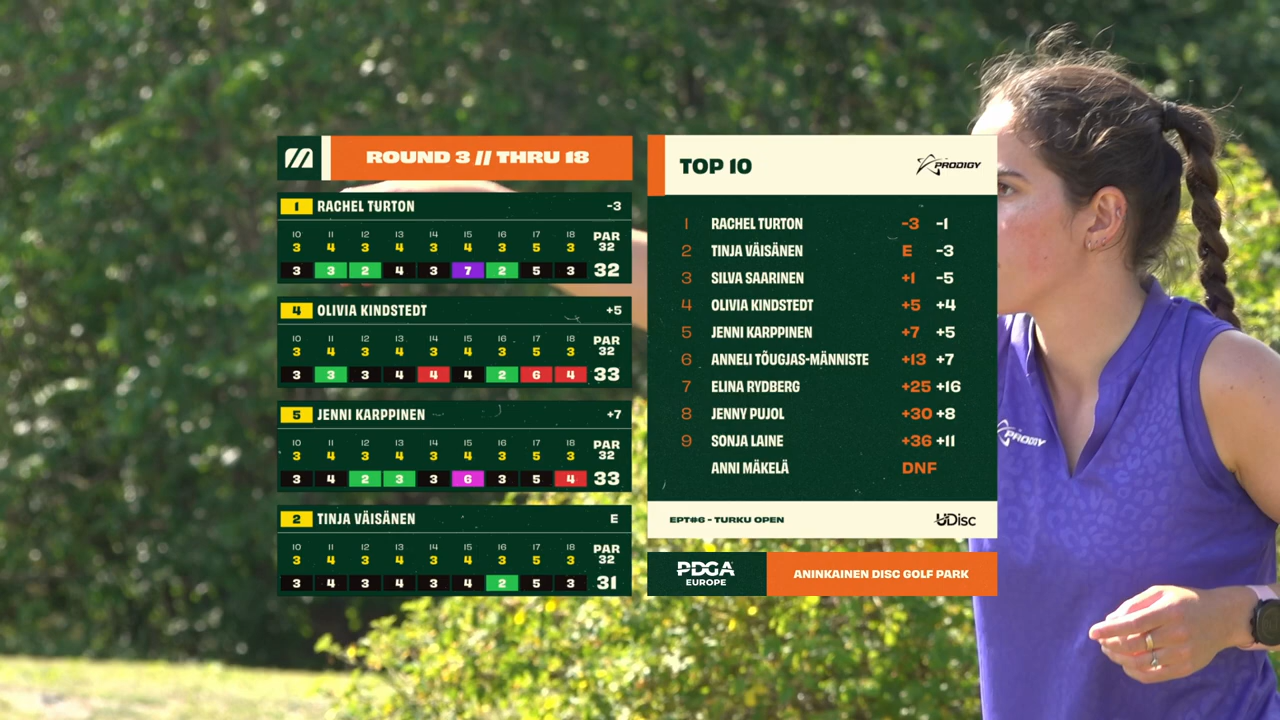 ROUND 3 // THRU 18
1 RACHEL TURTON -3
10 11 12 13 14 15 16 17 18 PAR
3 4 3 4 3 4 3 5 3 32
3 3 2 4 3 7 2 5 3 32
4 OLIVIA KINDSTEDT +5
10 11 12 13 14 15 16 17 18 PAR
3 4 3 4 3 4 3 5 3 32
3 3 3 4 4 4 2 6 4 33
5 JENNI KARPPINEN +7
10 11 12 13 14 15 16 17 18 PAR
3 4 3 4 3 4 3 5 3 32
3 4 2 3 3 6 3 5 4 33
2 TINJA VÄISÄNEN E
10 11 12 13 14 15 16 17 18 PAR
3 4 3 4 3 4 3 5 3 32
3 4 3 4 3 4 2 5 3 31
TOP 10 PRODIGY
1 RACHEL TURTON -3 -1
2 TINJA VÄISÄNEN E -3
3 SILVA SAARINEN +1 -5
4 OLIVIA KINDSTEDT +5 +4
5 JENNI KARPPINEN +7 +5
6 ANNELI TÕUGJAS-MÄNNISTE +13 +7
7 ELINA RYDBERG +25 +16
8 JENNY PUJOL +30 +8
9 SONJA LAINE +36 +11
ANNI MÄKELÄ DNF
EPT#6 - TURKU OPEN UDisc
PDGA
EUROPE
ANINKAINEN DISC GOLF PARK
PRODIGY